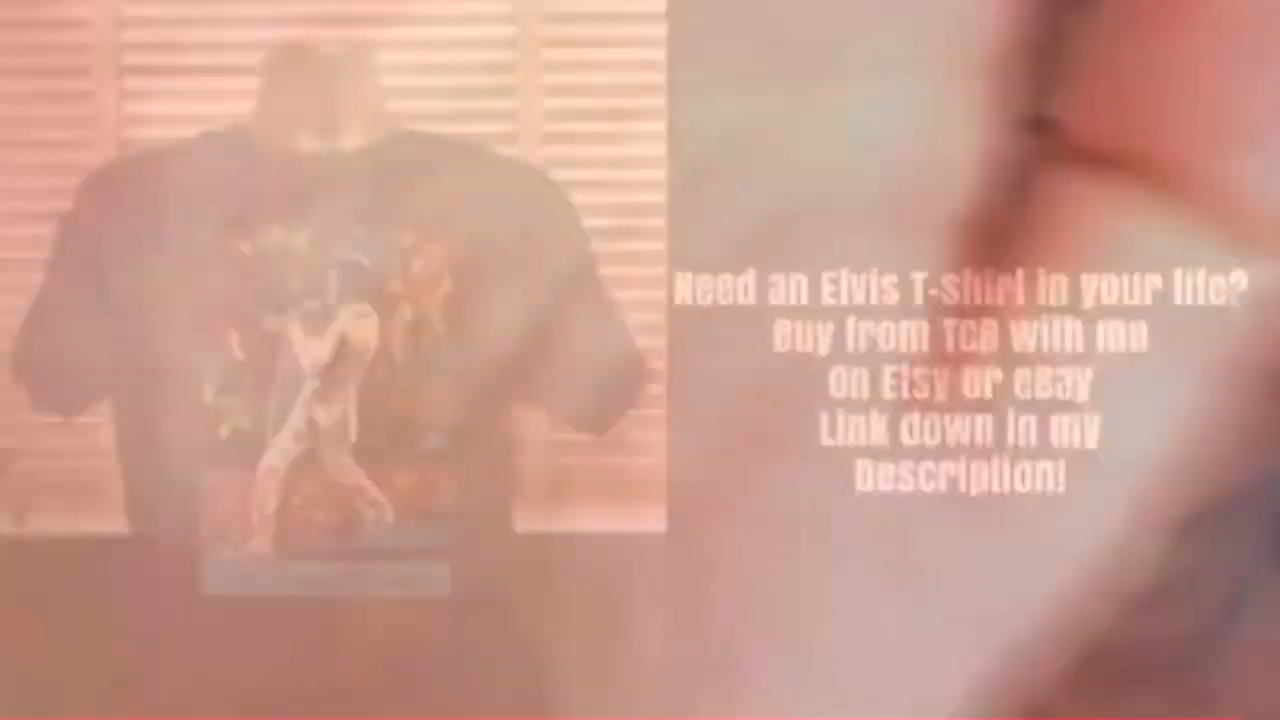 Need an Elvis T-shirt in your life?
Buy from TCB with mn
On Etsy or eBay
Link down in my
Description!